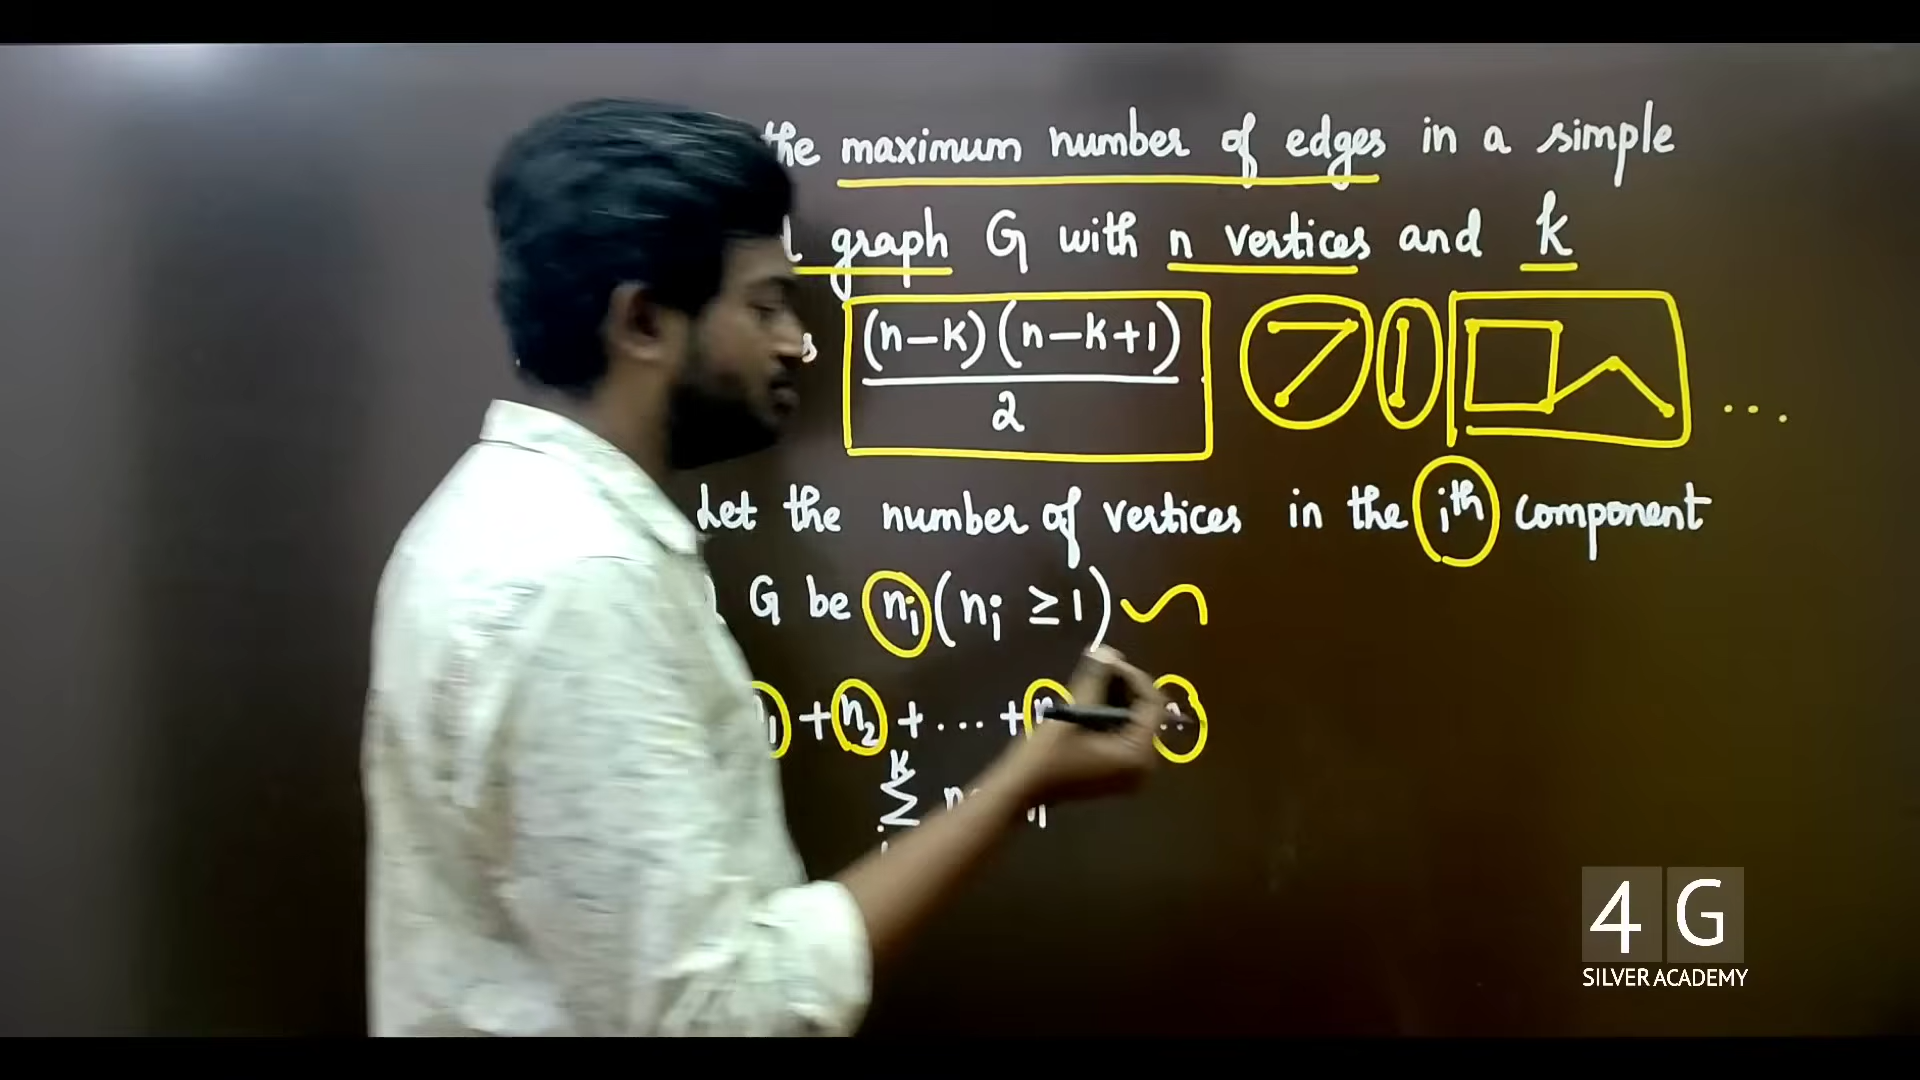 the maximum number of edges in a simple
graph G with n vertices and k
(n-k)(n-k+1)
2
...
Let the number of vertices in the ith component
G be ni (ni ≥ 1)
+ n2 + ... +
k
Σ
4G
SILVER ACADEMY